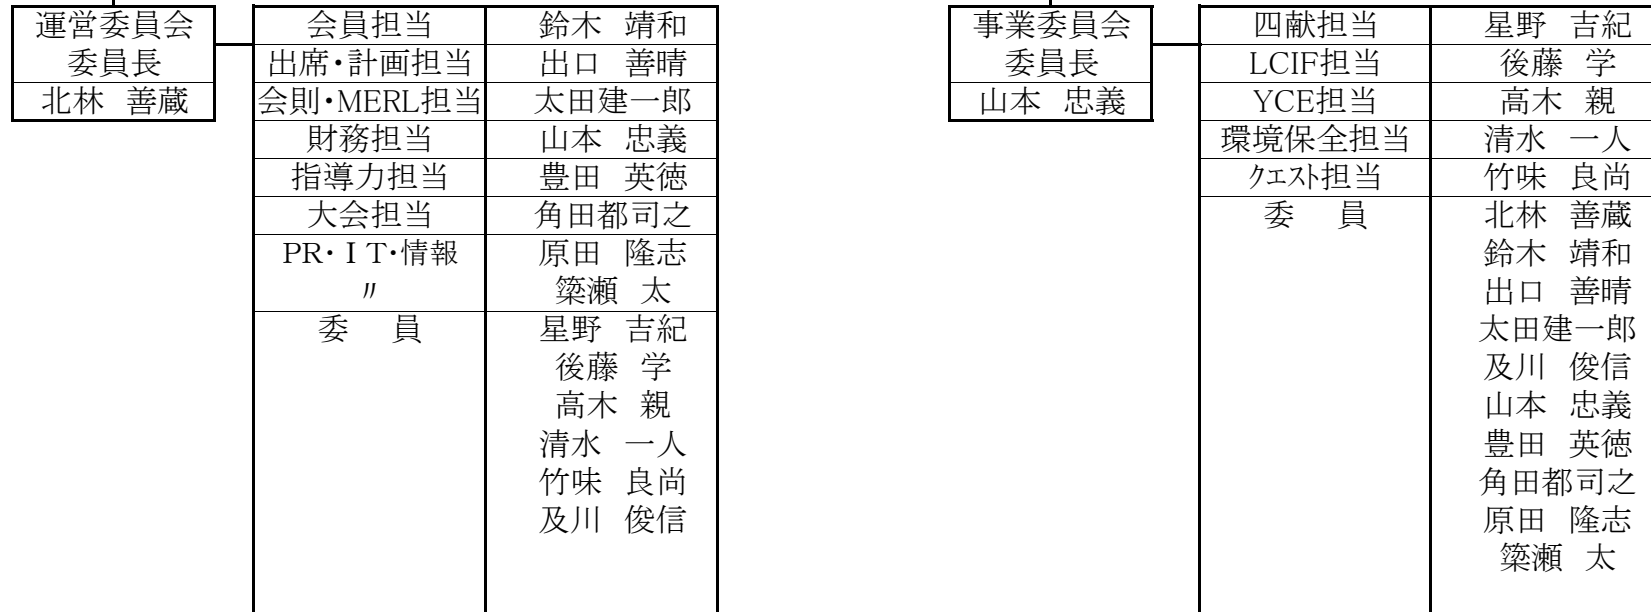 運営委員会
委員長
北林 善蔵
会員担当 鈴木 靖和
出席・計画担当 出口 善晴
会則・MERL担当 太田建一郎
財務担当 山本 忠義
指導力担当 豊田 英徳
大会担当 角田都司之
PR・IT・情報 原田 隆志
〃 簗瀬 太
委 員 星野 吉紀
後藤 学
高木 親
清水 一人
竹味 良尚
及川 俊信
事業委員会
委員長
山本 忠義
四献担当 星野 吉紀
LCIF担当 後藤 学
YCE担当 高木 親
環境保全担当 清水 一人
クエスト担当 竹味 良尚
委 員 北林 善蔵
鈴木 靖和
出口 善晴
太田建一郎
及川 俊信
山本 忠義
豊田 英徳
角田都司之
原田 隆志
簗瀬 太